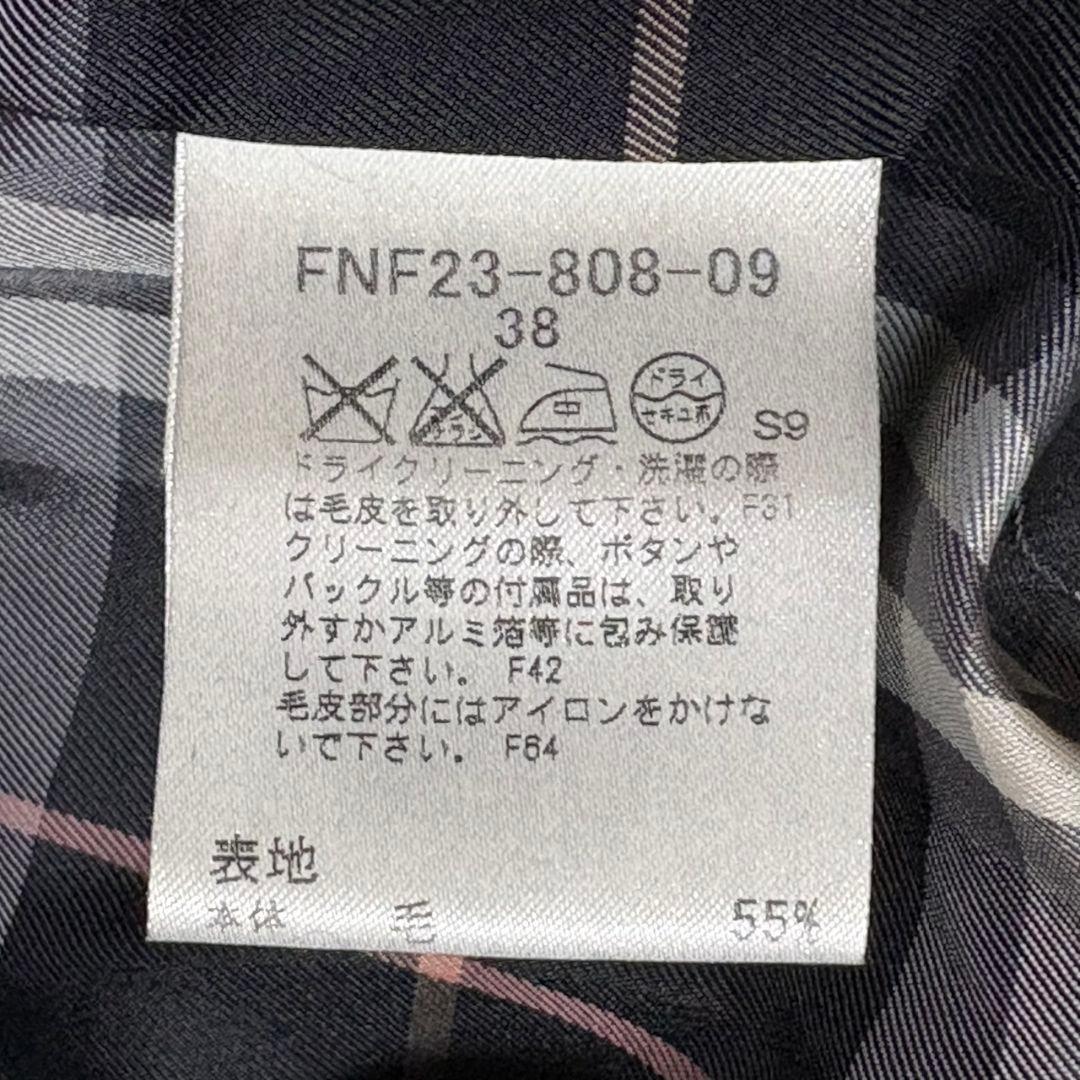 FNF23-808-09
38
エンソ
中
ドライ
セキユ系
S9
ドライクリーニング・洗濯の際
は毛皮を取り外して下さい。F31
クリーニングの際、ボタンや
バックル等の付属品は、取り
外すかアルミ箔等に包み保護
して下さい。 F42
毛皮部分にはアイロンをかけな
いで下さい。 F64
表地
本体 毛 55%